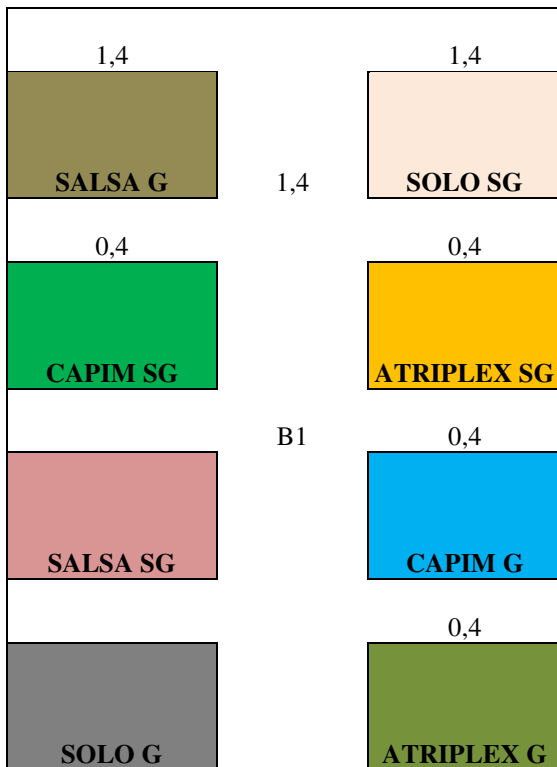 1,4 1,4
SALSA G 1,4 SOLO SG
0,4 0,4
CAPIM SG ATRIPLEX SG
B1 0,4
SALSA SG CAPIM G
0,4
SOLO G ATRIPLEX G